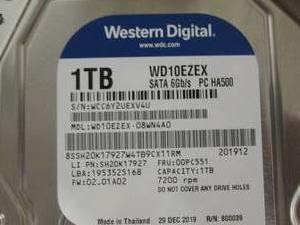 Western Digital.
www.wdc.com
1TB WD10EZEX
SATA 6Gb/s PC HA500
S/N:WCC6Y2UEXV4U
MDL:WD10EZEX-08WN4A0
8SSH20K17927W4TB9CX11RM 201912
LI PN:SH20K17927 FRU:00PC551
LBA:1953525168 CAPACITY:1TB
FW:02.01A02 7200 rpm
DO NOT COVER ANY DRIVE HOLES
Made in Thailand 29 DEC 2019 R/N: 800039